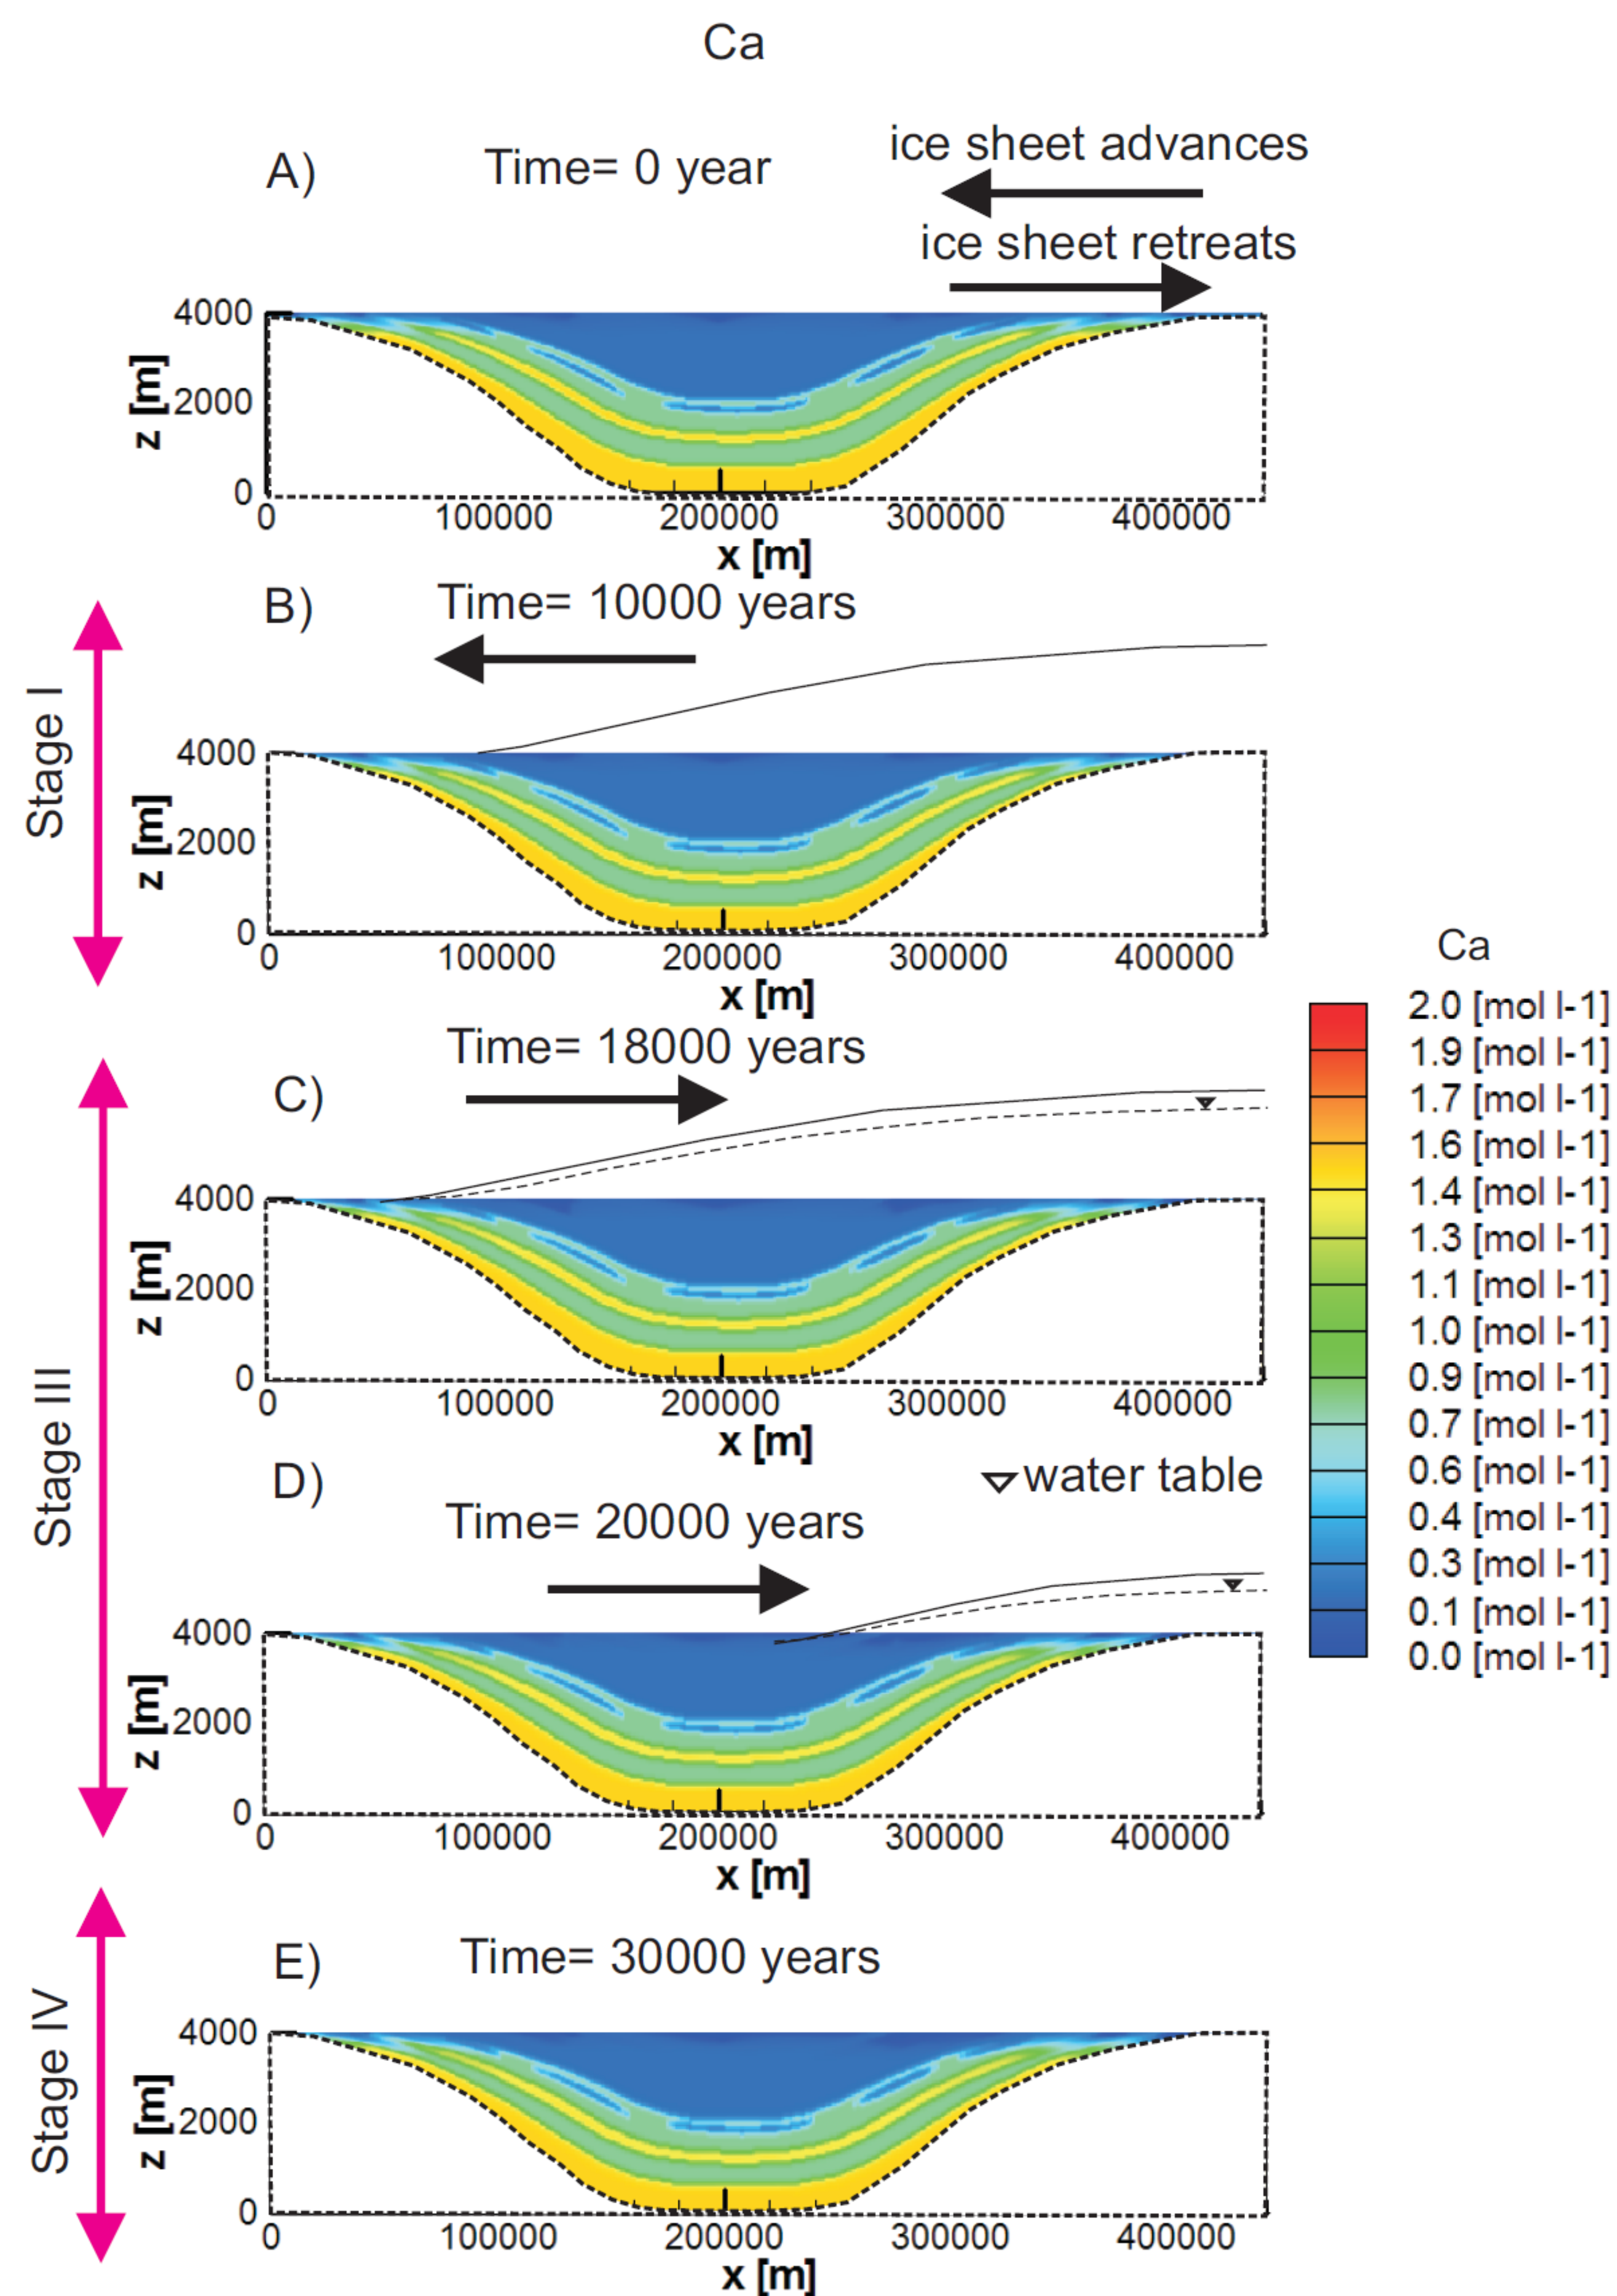 Ca
A)
Time= 0 year
ice sheet advances
ice sheet retreats
4000
2000
0
z [m]
0 100000 200000 300000 400000
x [m]
Stage I
B)
Time= 10000 years
4000
2000
0
z [m]
0 100000 200000 300000 400000
x [m]
Stage III
C)
Time= 18000 years
4000
2000
0
z [m]
0 100000 200000 300000 400000
x [m]
D)
water table
Time= 20000 years
4000
2000
0
z [m]
0 100000 200000 300000 400000
x [m]
Stage IV
E)
Time= 30000 years
4000
2000
0
z [m]
0 100000 200000 300000 400000
x [m]
Ca
2.0 [mol l-1]
1.9 [mol l-1]
1.7 [mol l-1]
1.6 [mol l-1]
1.4 [mol l-1]
1.3 [mol l-1]
1.1 [mol l-1]
1.0 [mol l-1]
0.9 [mol l-1]
0.7 [mol l-1]
0.6 [mol l-1]
0.4 [mol l-1]
0.3 [mol l-1]
0.1 [mol l-1]
0.0 [mol l-1]